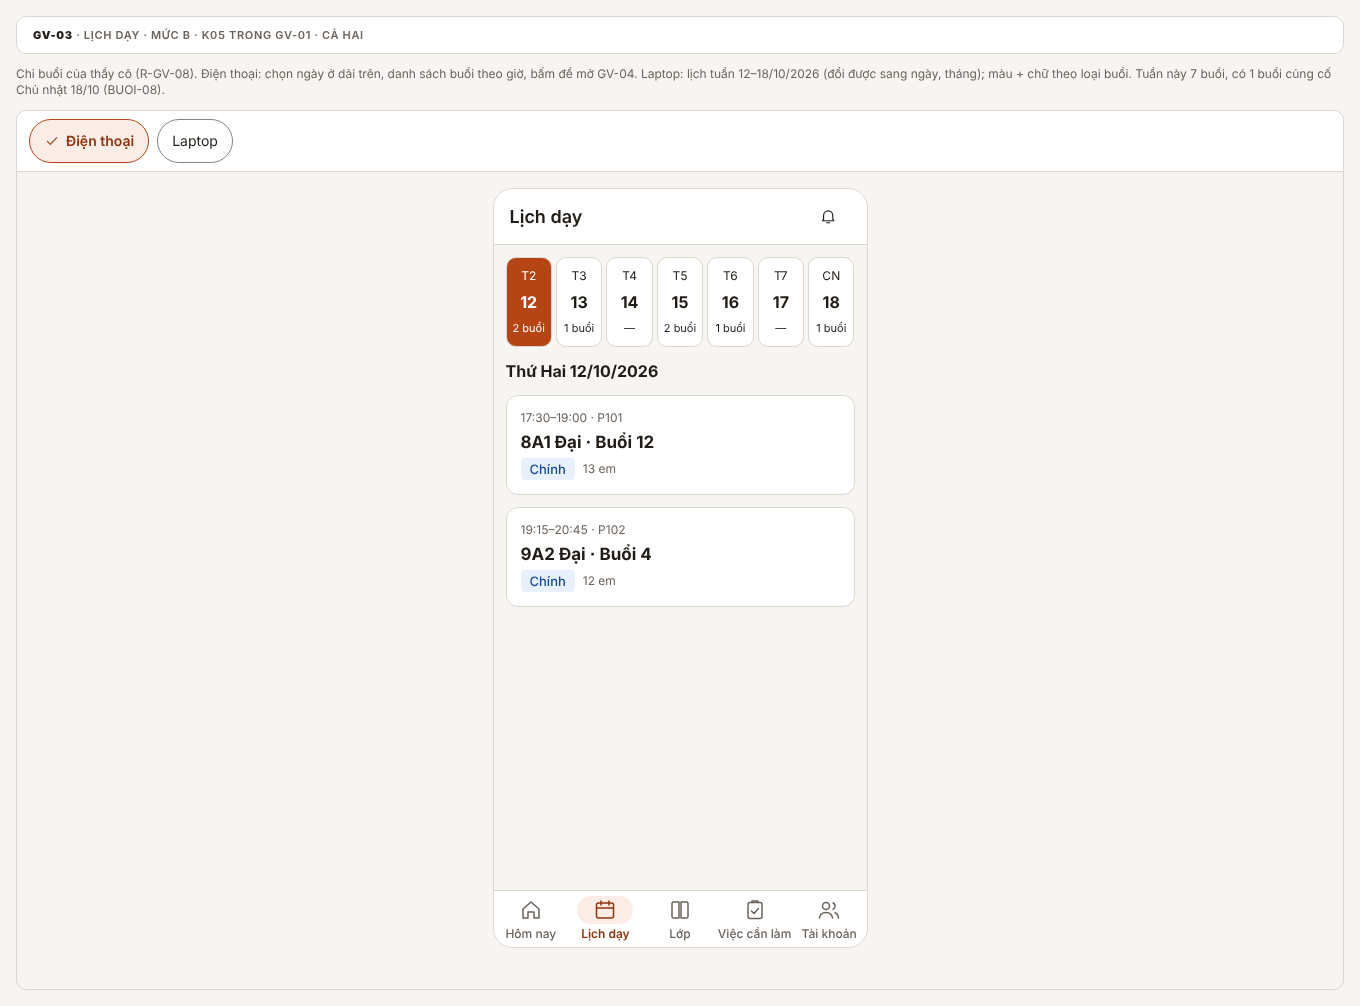 GV-03 · LỊCH DẠY · MỨC B · K05 TRONG GV-01 · CẢ HAI
Chỉ buổi của thầy cô (R-GV-08). Điện thoại: chọn ngày ở dải trên, danh sách buổi theo giờ, bấm để mở GV-04. Laptop: lịch tuần 12–18/10/2026 (đổi được sang ngày, tháng); màu + chữ theo loại buổi. Tuần này 7 buổi, có 1 buổi củng cố
Chủ nhật 18/10 (BUOI-08).
Điện thoại
Laptop
Lịch dạy
T2 T3 T4 T5 T6 T7 CN
12 13 14 15 16 17 18
2 buổi 1 buổi — 2 buổi 1 buổi — 1 buổi
Thứ Hai 12/10/2026
17:30–19:00 · P101
8A1 Đại · Buổi 12
Chính 13 em
19:15–20:45 · P102
9A2 Đại · Buổi 4
Chính 12 em
Hôm nay Lịch dạy Lớp Việc cần làm Tài khoản